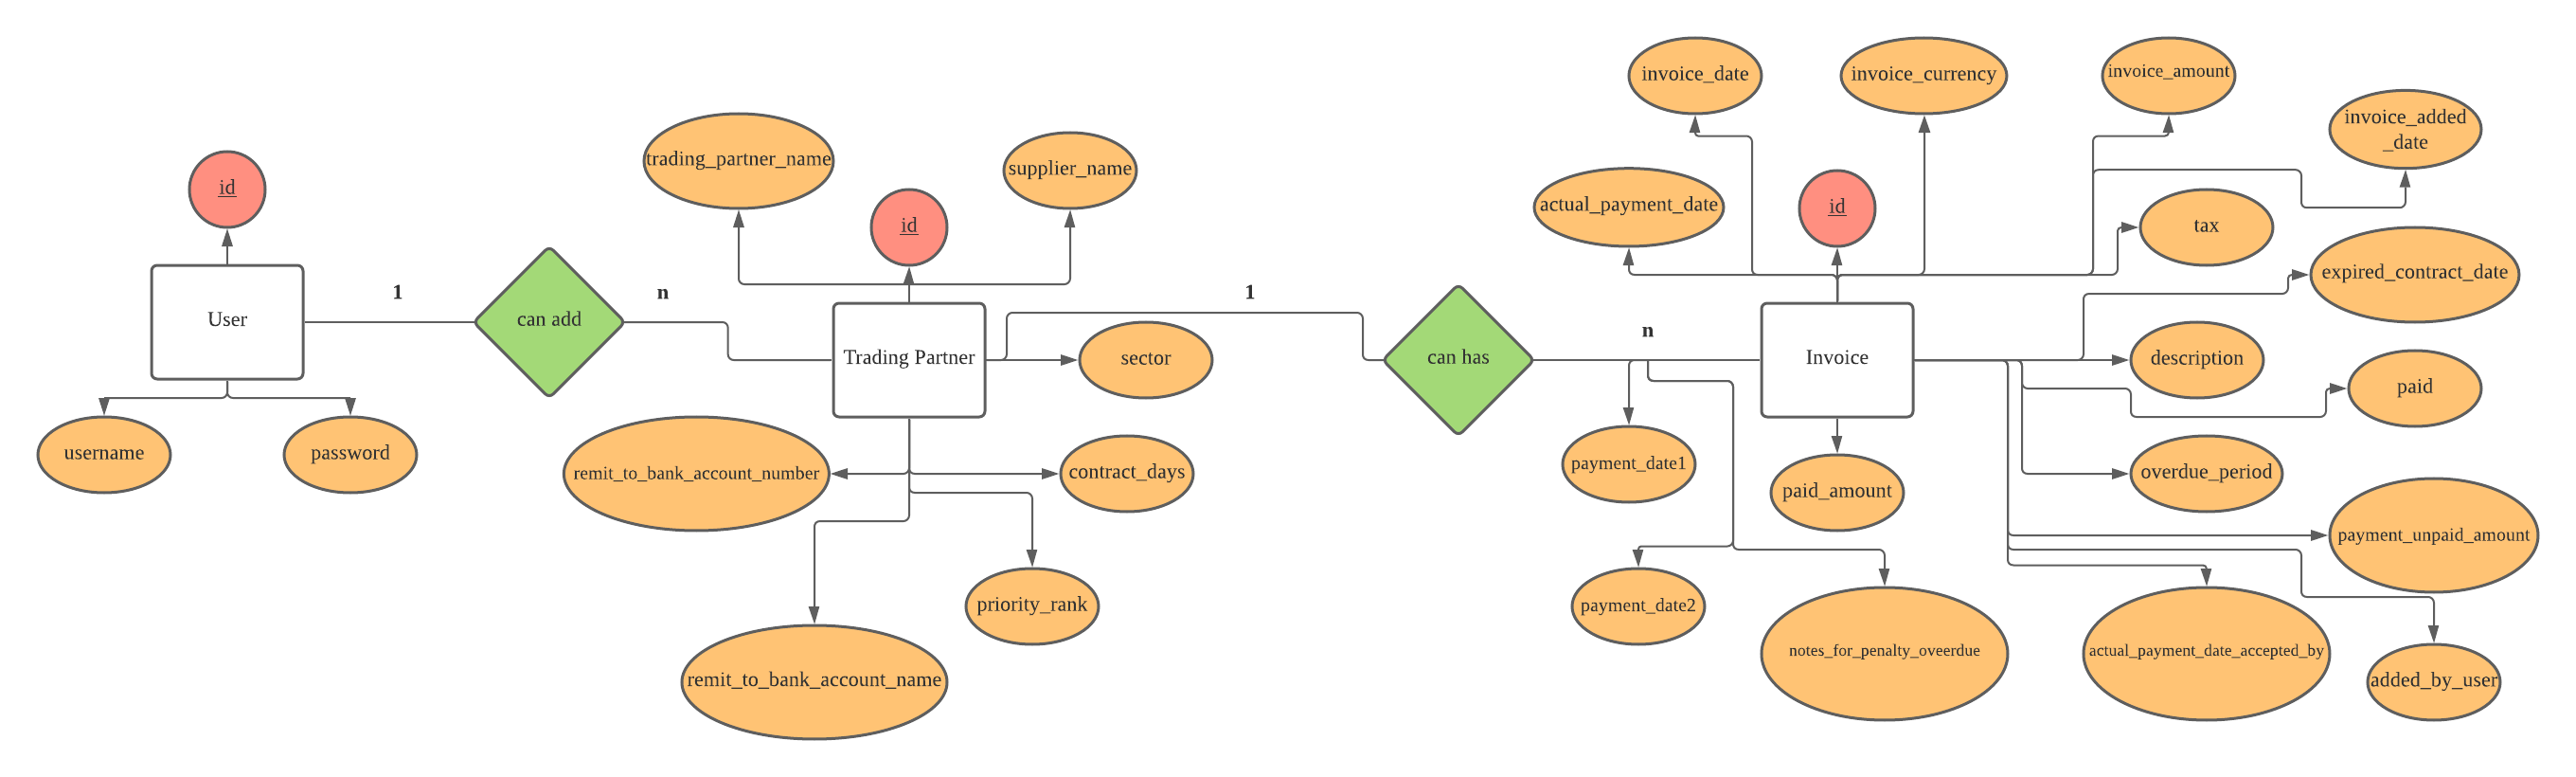 invoice_date
invoice_currency
invoice_amount
invoice_added
_date
trading_partner_name
supplier_name
id
id
actual_payment_date
id
tax
expired_contract_date
1
n
1
User
can add
n
Trading Partner
sector
can has
Invoice
description
paid
username
password
remit_to_bank_account_number
contract_days
payment_date1
paid_amount
overdue_period
payment_unpaid_amount
priority_rank
payment_date2
remit_to_bank_account_name
notes_for_penalty_oveerdue
actual_payment_date_accepted_by
added_by_user